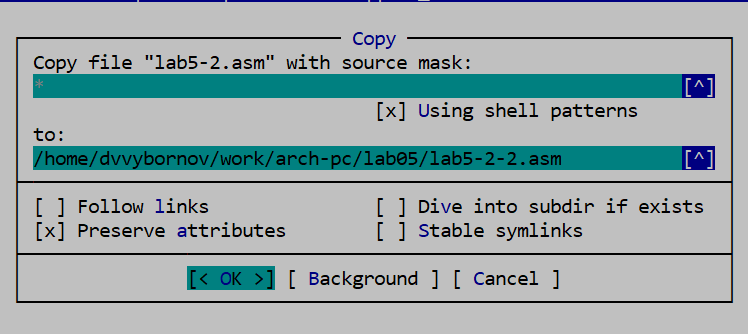 Copy
Copy file "lab5-2.asm" with source mask:
* [^]
[x] Using shell patterns
to:
/home/dvvybornov/work/arch-pc/lab05/lab5-2-2.asm [^]
[ ] Follow links [ ] Dive into subdir if exists
[x] Preserve attributes [ ] Stable symlinks
[< OK >] [ Background ] [ Cancel ]